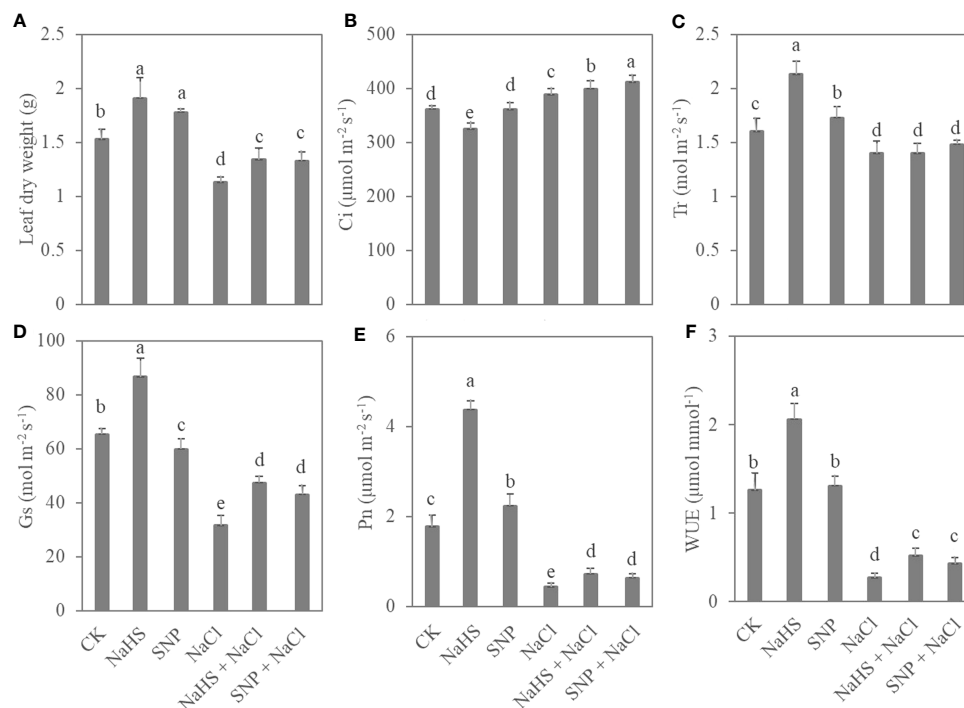 A
Leaf dry weight (g)
2.5
2
1.5
1
0.5
0
b
a
a
d
c
c
B
Ci (µmol m-2 s-1)
500
400
300
200
100
0
d
e
d
c
b
a
C
Tr (mol m-2 s-1)
2.5
2
1.5
1
0.5
0
c
a
b
d
d
d
D
Gs (mol m-2 s-1)
100
80
60
40
20
0
b
a
c
e
d
d
CK
NaHS
SNP
NaCl
NaHS + NaCl
SNP + NaCl
E
Pn (µmol m-2 s-1)
6
4
2
0
c
a
b
e
d
d
CK
NaHS
SNP
NaCl
NaHS + NaCl
SNP + NaCl
F
WUE (µmol mmol-1)
3
2
1
0
b
a
b
d
c
c
CK
NaHS
SNP
NaCl
NaHS + NaCl
SNP + NaCl